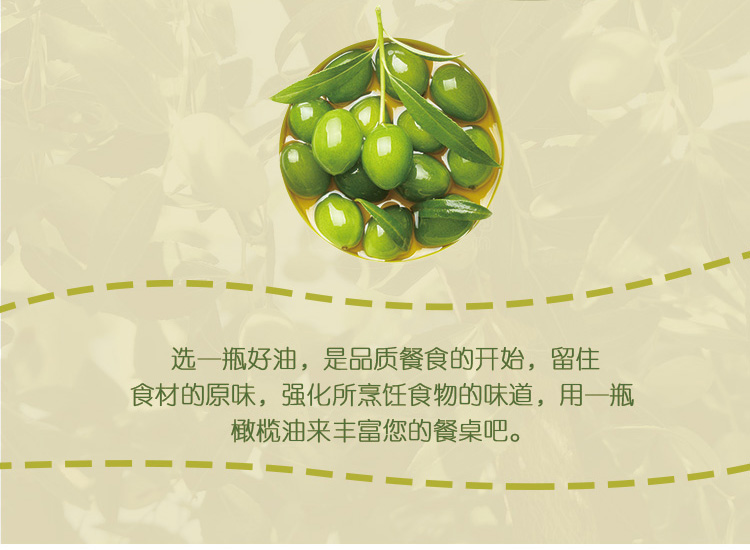 选一瓶好油，是品质餐食的开始，留住
食材的原味，强化所烹饪食物的味道，用一瓶
橄榄油来丰富您的餐桌吧。